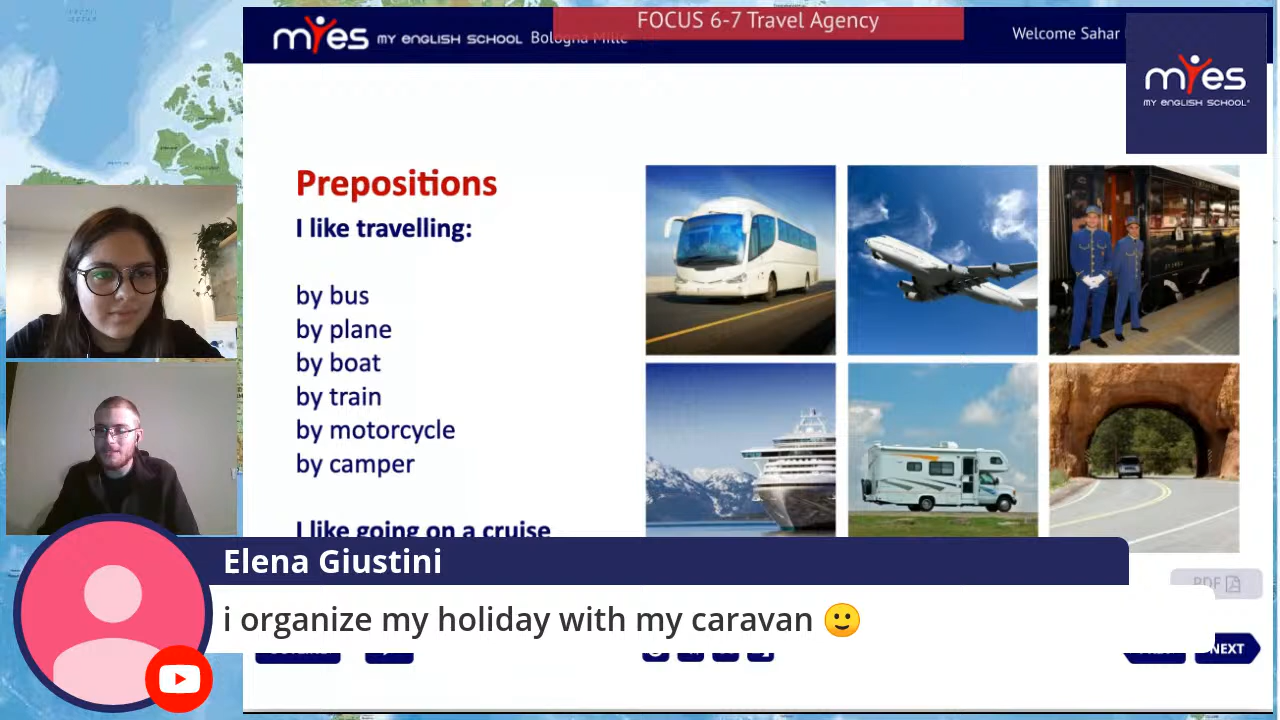 FOCUS 6-7 Travel Agency
myes MY ENGLISH SCHOOL Bologna Mille
Welcome Sahar
myes
MY ENGLISH SCHOOL
Prepositions
I like travelling:
by bus
by plane
by boat
by train
by motorcycle
by camper
I like going on a cruise
Elena Giustini
PDF
i organize my holiday with my caravan 🙂
NEXT